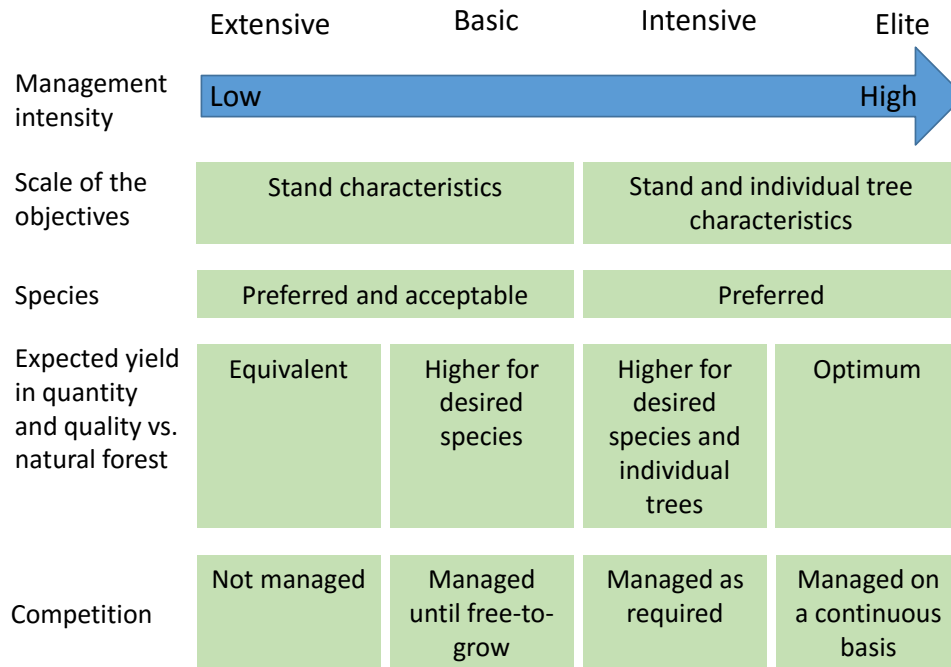 Extensive Basic Intensive Elite
Management
intensity
Low High
Scale of the
objectives
Stand characteristics
Stand and individual tree
characteristics
Species
Preferred and acceptable
Preferred
Expected yield
in quantity
and quality vs.
natural forest
Equivalent
Higher for
desired
species
Higher for
desired
species and
individual
trees
Optimum
Competition
Not managed
Managed
until free-to-
grow
Managed as
required
Managed on
a continuous
basis